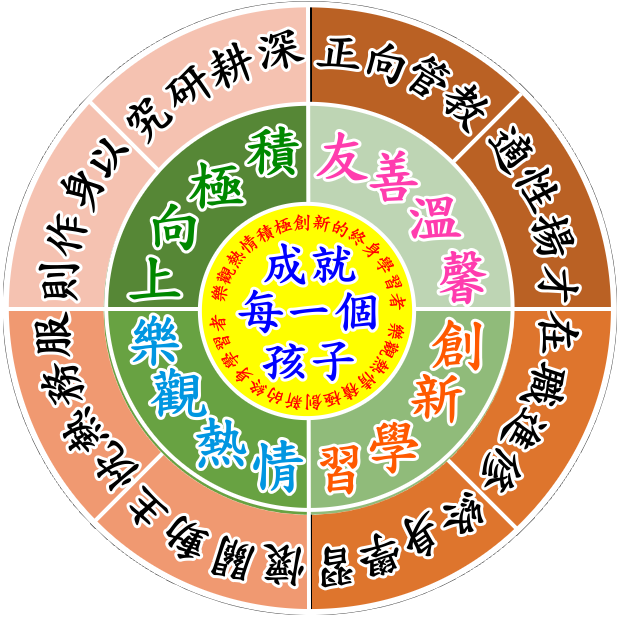 正向管教
適性揚才
在職進修
終身學習
深耕研究
以身作則
服務熱忱
主動關懷
積極向上
友善溫馨
創新學習
樂觀熱情
樂觀熱情積極創新的終身學習者
樂觀熱情積極創新的終身學習者
成就
每一個
孩子